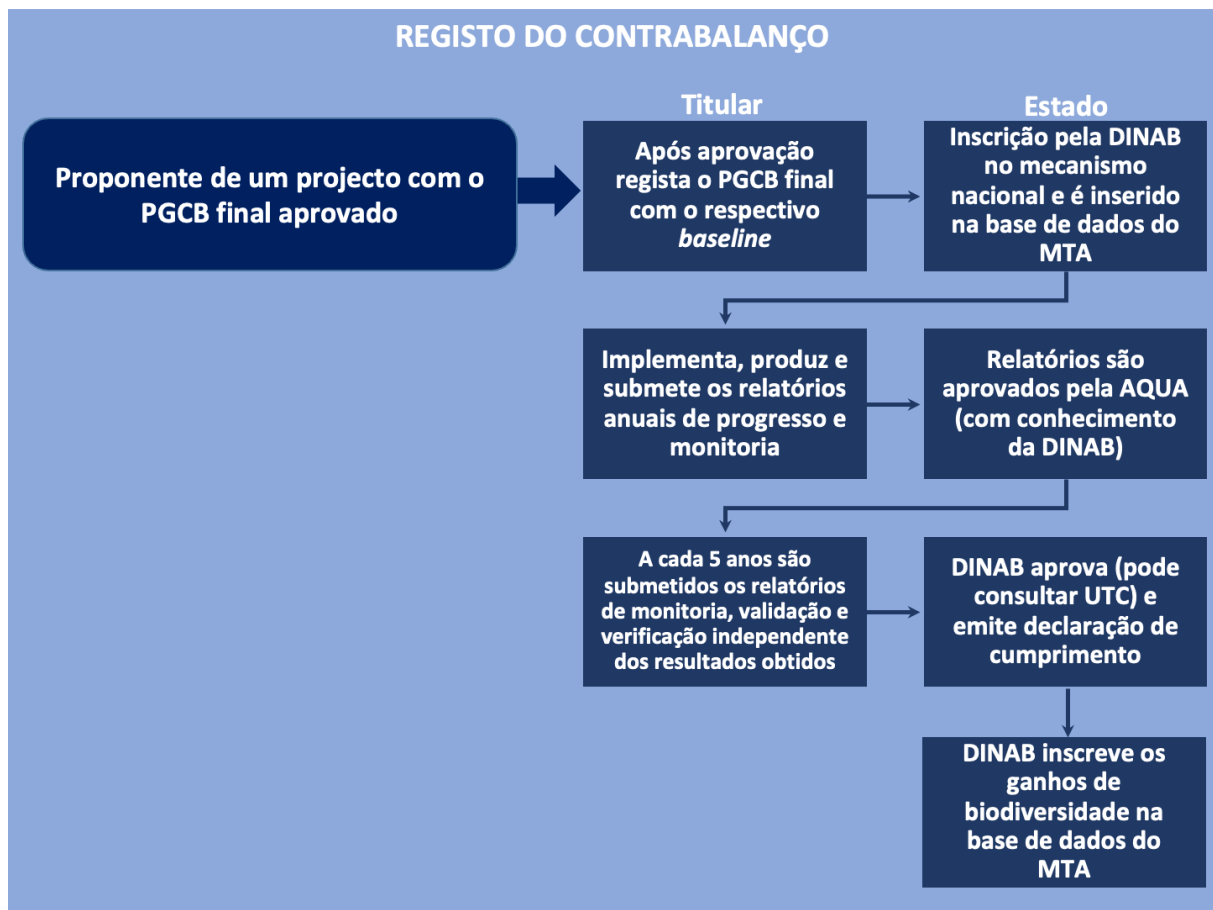 REGISTO DO CONTRABALANÇO
Proponente de um projecto com o
PGCB final aprovado
Titular
Após aprovação
regista o PGCB final
com o respectivo
baseline
Estado
Inscrição pela DINAB
no mecanismo
nacional e é inserido
na base de dados do
MTA
Implementa, produz e
submete os relatórios
anuais de progresso e
monitoria
Relatórios são
aprovados pela AQUA
(com conhecimento
da DINAB)
A cada 5 anos são
submetidos os relatórios
de monitoria, validação e
verificação independente
dos resultados obtidos
DINAB aprova (pode
consultar UTC) e
emite declaração de
cumprimento
DINAB inscreve os
ganhos de
biodiversidade na
base de dados do
MTA